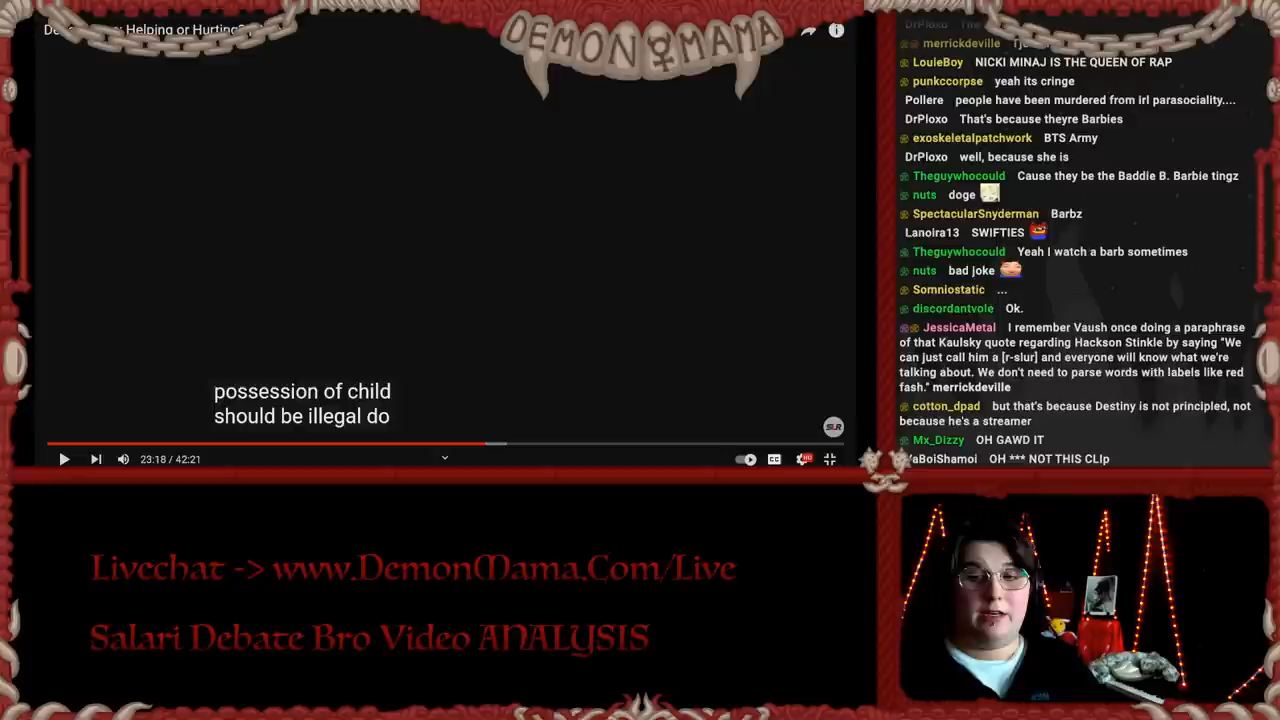 : Helping or Hurting
DEMON MAMA
possession of child
should be illegal do
SLR
23:18 / 42:21
CC
HD
Livechat -> www.DemonMama.Com/Live
Salari Debate Bro Video ANALYSIS
DrPloxo The
merrickdeville
LouieBoy NICKI MINAJ IS THE QUEEN OF RAP
punkccorpse yeah its cringe
Pollere people have been murdered from irl parasociality....
DrPloxo That's because theyre Barbies
exoskeletalpatchwork BTS Army
DrPloxo well, because she is
Theguywhocould Cause they be the Baddie B. Barbie tingz
nuts doge
SpectacularSnyderman Barbz
Lanoira13 SWIFTIES
Theguywhocould Yeah I watch a barb sometimes
nuts bad joke
Somniostatic ...
discordantvole Ok.
JessicaMetal I remember Vaush once doing a paraphrase
of that Kaulsky quote regarding Hackson Stinkle by saying "We
can just call him a [r-slur] and everyone will know what we're
talking about. We don't need to parse words with labels like red
fash." merrickdeville
cotton_dpad but that's because Destiny is not principled, not
because he's a streamer
Mx_Dizzy OH GAWD IT
YaBoiShamoi OH *** NOT THIS CLIp